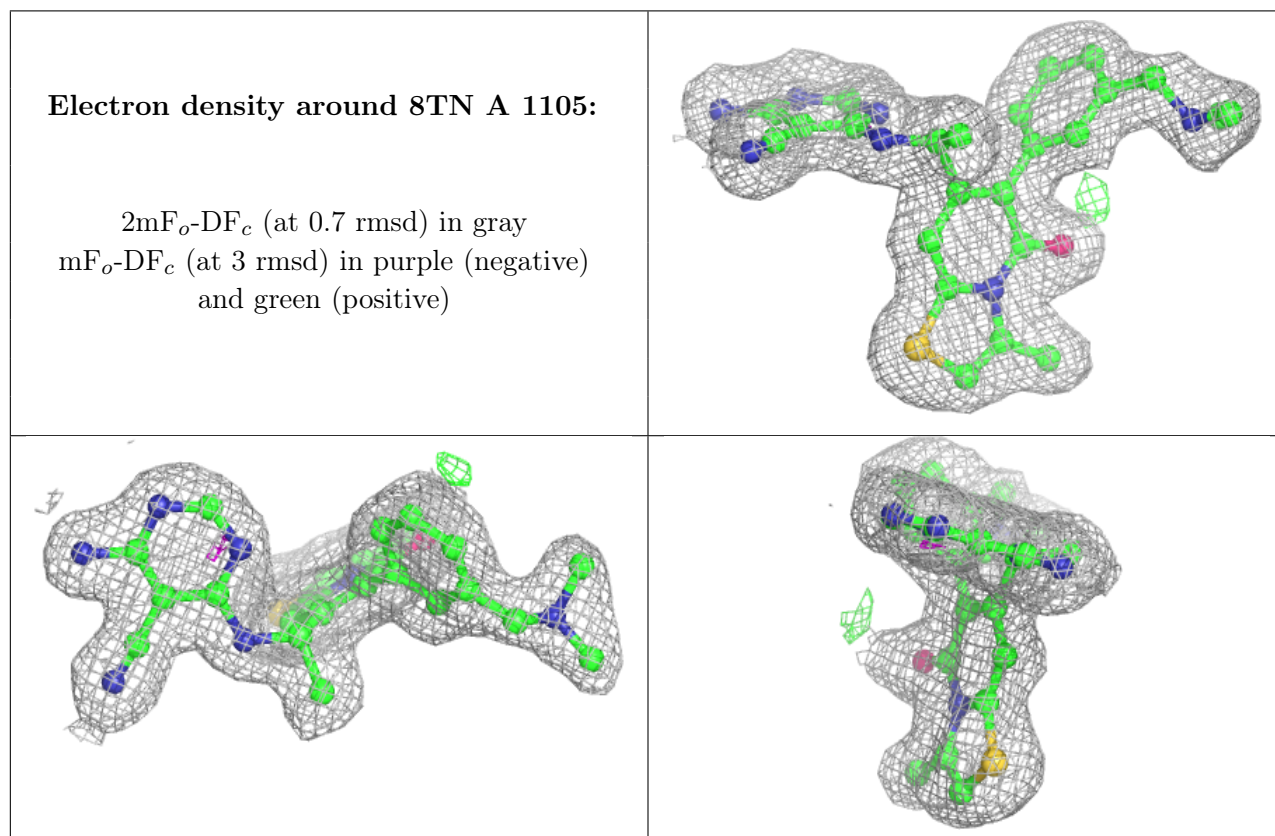 Electron density around 8TN A 1105:
2mFo-DFc (at 0.7 rmsd) in gray
mFo-DFc (at 3 rmsd) in purple (negative)
and green (positive)